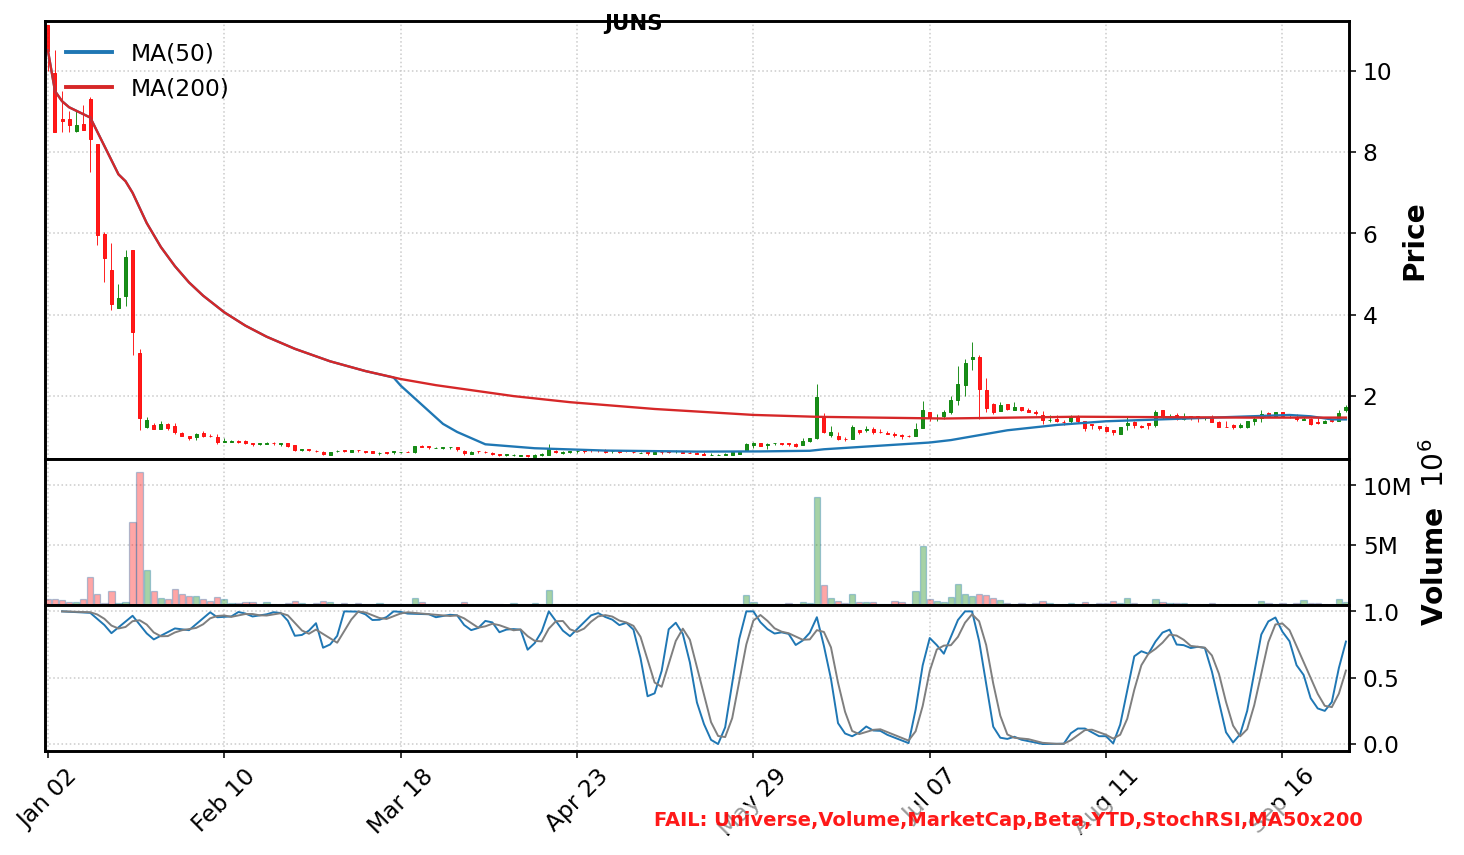 JUNS
MA(50)
MA(200)
10
8
6
4
2
Price
10M
5M
Volume 10^6
1.0
0.5
0.0
Jan 02
Feb 10
Mar 18
Apr 23
May 29
Jul 07
Aug 11
Sep 16
FAIL: Universe,Volume,MarketCap,Beta,YTD,StochRSI,MA50x200